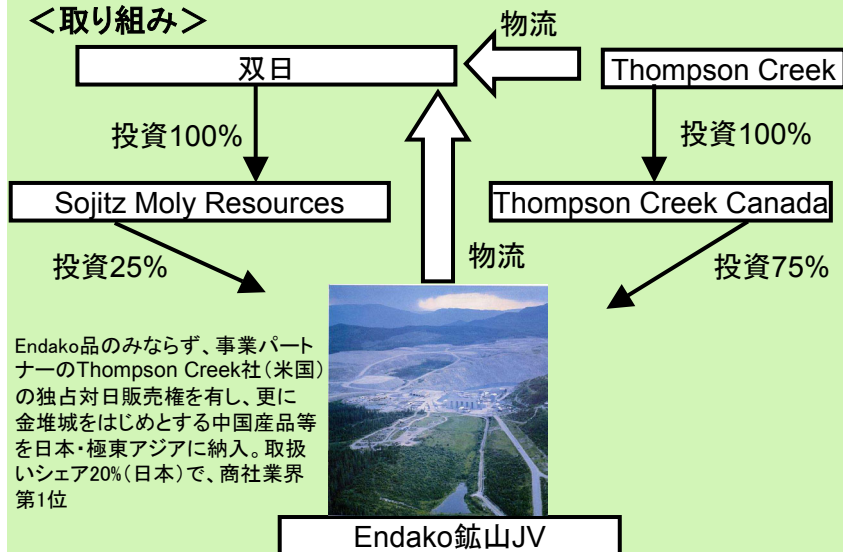 ＜取り組み＞
物流
双日
Thompson Creek
投資100%
投資100%
Sojitz Moly Resources
Thompson Creek Canada
投資25%
物流
投資75%
Endako品のみならず、事業パート
ナーのThompson Creek社（米国）
の独占対日販売権を有し、更に
金堆城をはじめとする中国産品等
を日本・極東アジアに納入。取扱
いシェア20%（日本）で、商社業界
第1位
Endako鉱山JV